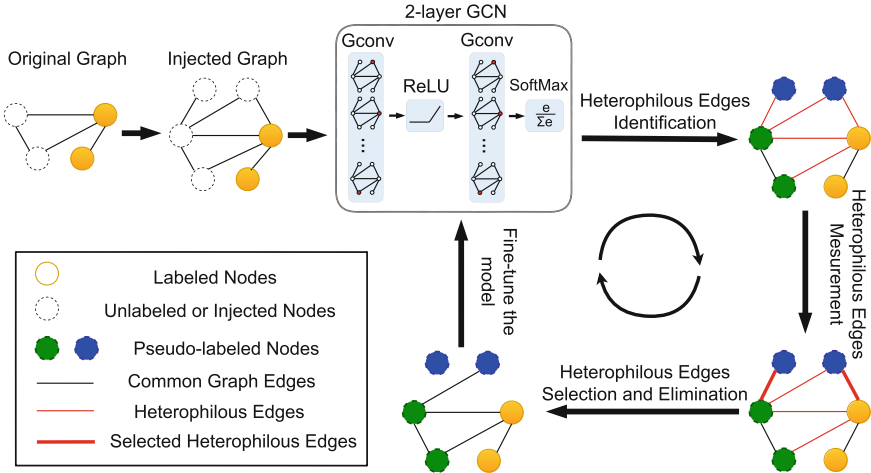 2-layer GCN
Original Graph
Injected Graph
Gconv
Gconv
ReLU
SoftMax
e
Σe
Heterophilous Edges
Identification
Heterophilous Edges
Mesurement
Heterophilous Edges
Selection and Elimination
Fine-tune the
model
Labeled Nodes
Unlabeled or Injected Nodes
Pseudo-labeled Nodes
Common Graph Edges
Heterophilous Edges
Selected Heterophilous Edges